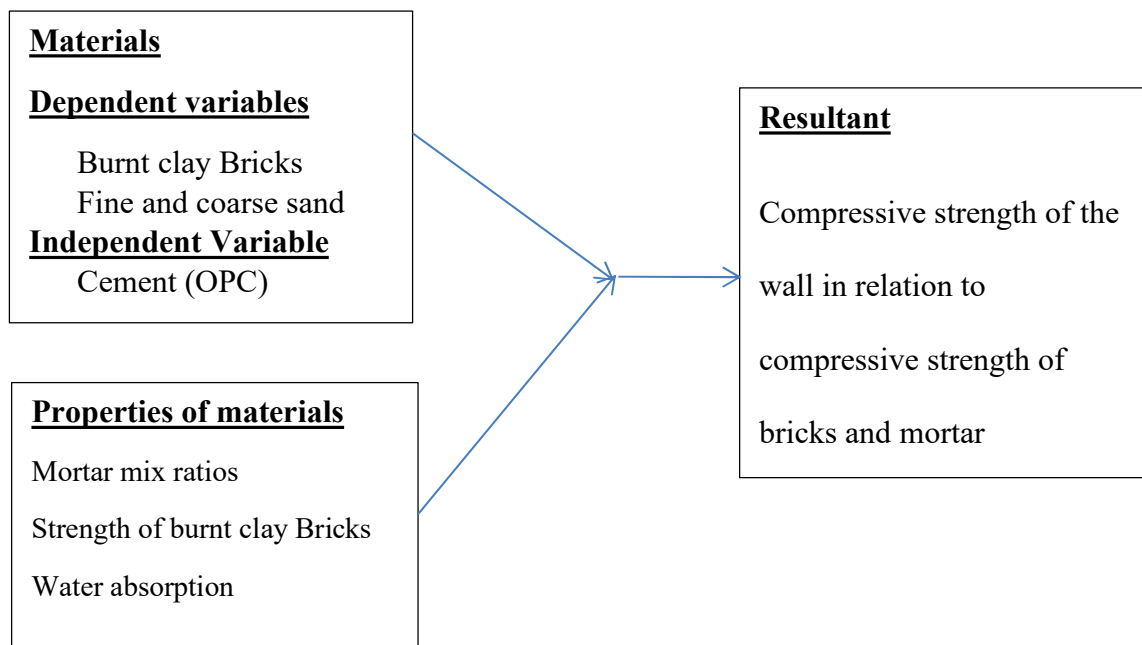 Materials
Dependent variables
Burnt clay Bricks
Fine and coarse sand
Independent Variable
Cement (OPC)
Properties of materials
Mortar mix ratios
Strength of burnt clay Bricks
Water absorption
Resultant
Compressive strength of the
wall in relation to
compressive strength of
bricks and mortar